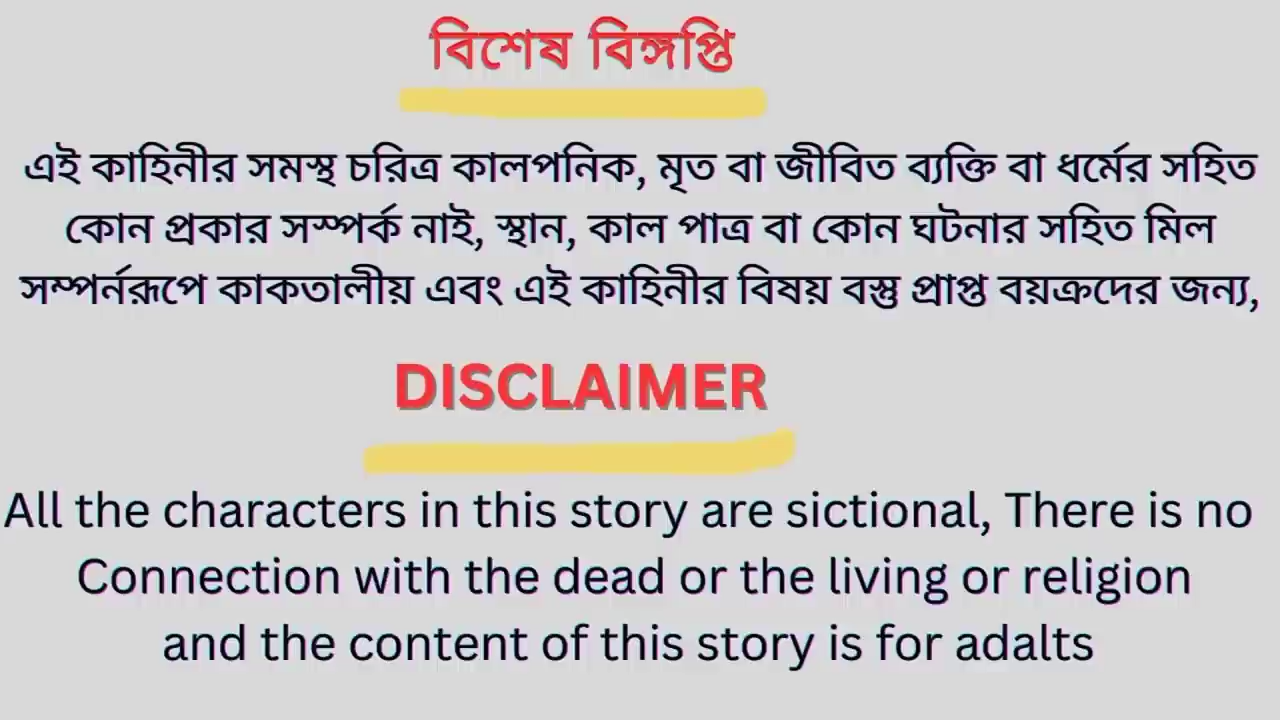 বিশেষ বিঙ্গপ্তি
এই কাহিনীর সমস্থ চরিত্র কালপনিক, মৃত বা জীবিত ব্যক্তি বা ধর্মের সহিত
কোন প্রকার সস্পর্ক নাই, স্থান, কাল পাত্র বা কোন ঘটনার সহিত মিল
সম্পর্নরূপে কাকতালীয় এবং এই কাহিনীর বিষয় বস্তু প্রাপ্ত বয়ক্রদের জন্য,
DISCLAIMER
All the characters in this story are sictional, There is no
Connection with the dead or the living or religion
and the content of this story is for adalts